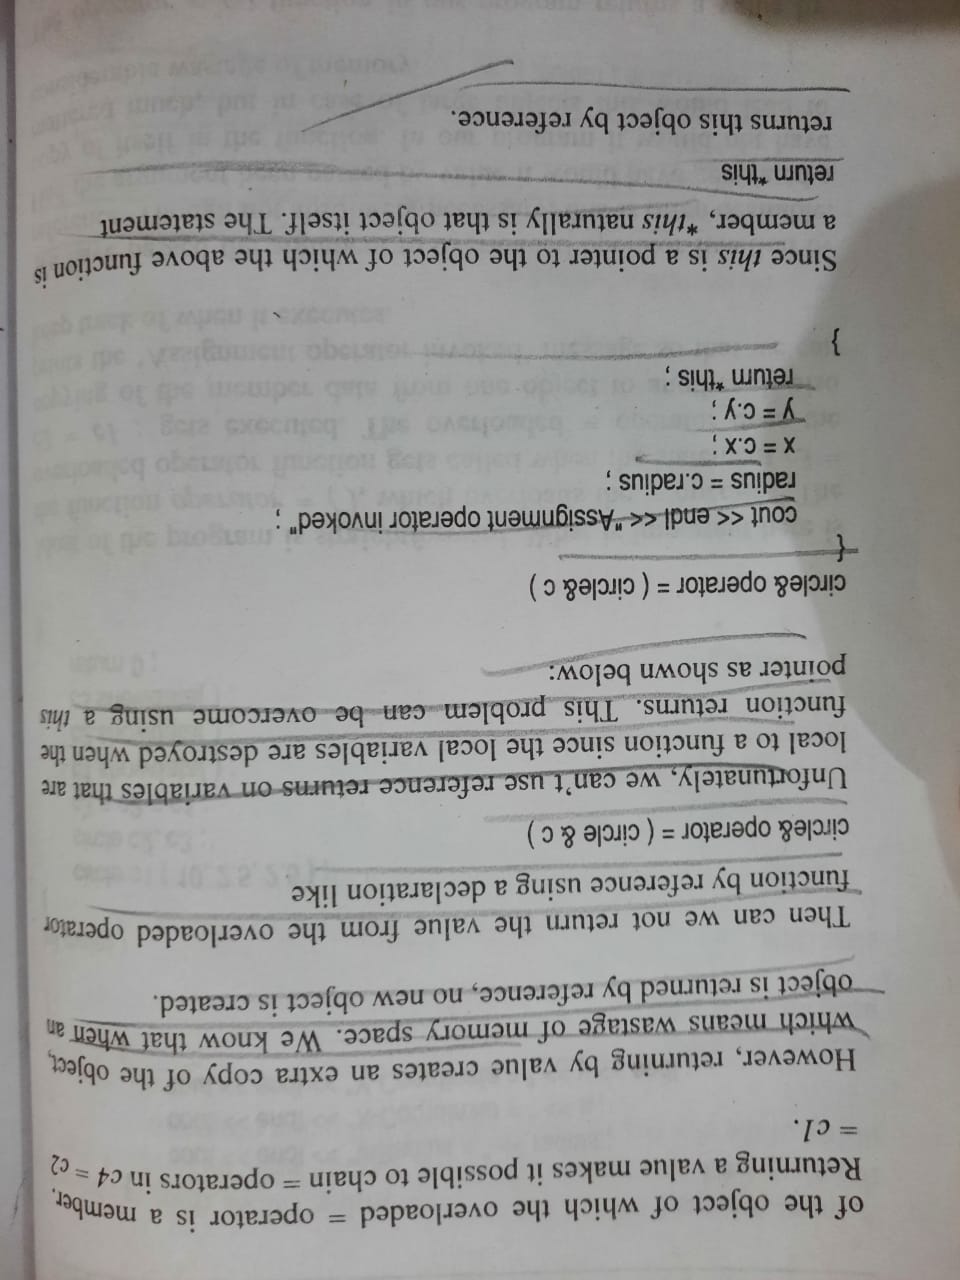 of the object of which the overloaded = operator is a member.
Returning a value makes it possible to chain = operators in c4 = c2
= c1.
However, returning by value creates an extra copy of the object,
which means wastage of memory space. We know that when an
object is returned by reference, no new object is created.
Then can we not return the value from the overloaded operator
function by reference using a declaration like
circle& operator = ( circle & c )
Unfortunately, we can't use reference returns on variables that are
local to a function since the local variables are destroyed when the
function returns. This problem can be overcome using a this
pointer as shown below:
circle& operator = ( circle& c )
{
cout << endl << "Assignment operator invoked" ;
radius = c.radius ;
x = c.x ;
y = c.y ;
return *this ;
}
Since this is a pointer to the object of which the above function is
a member, *this naturally is that object itself. The statement
return *this
returns this object by reference.